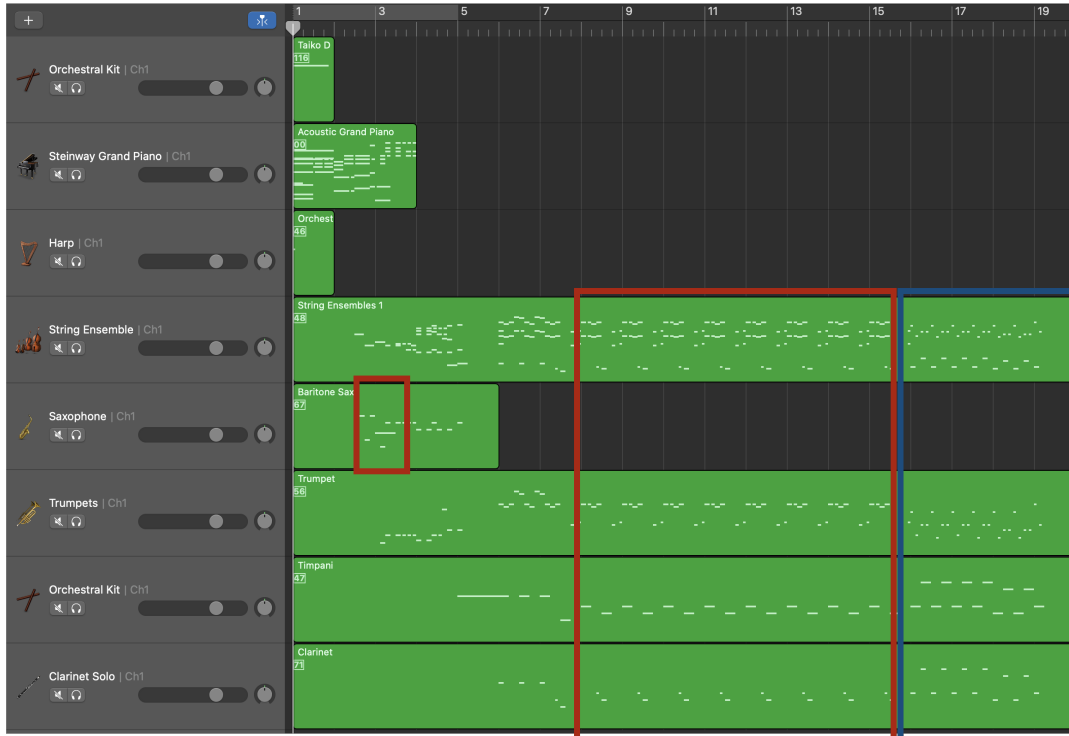 +
1 3 5 7 9 11 13 15 17 19
Orchestral Kit | Ch1
Taiko D
116
Steinway Grand Piano | Ch1
Acoustic Grand Piano
00
Harp | Ch1
Orchest
46
String Ensemble | Ch1
String Ensembles 1
48
Saxophone | Ch1
Baritone Sax
67
Trumpets | Ch1
Trumpet
56
Orchestral Kit | Ch1
Timpani
47
Clarinet Solo | Ch1
Clarinet
71